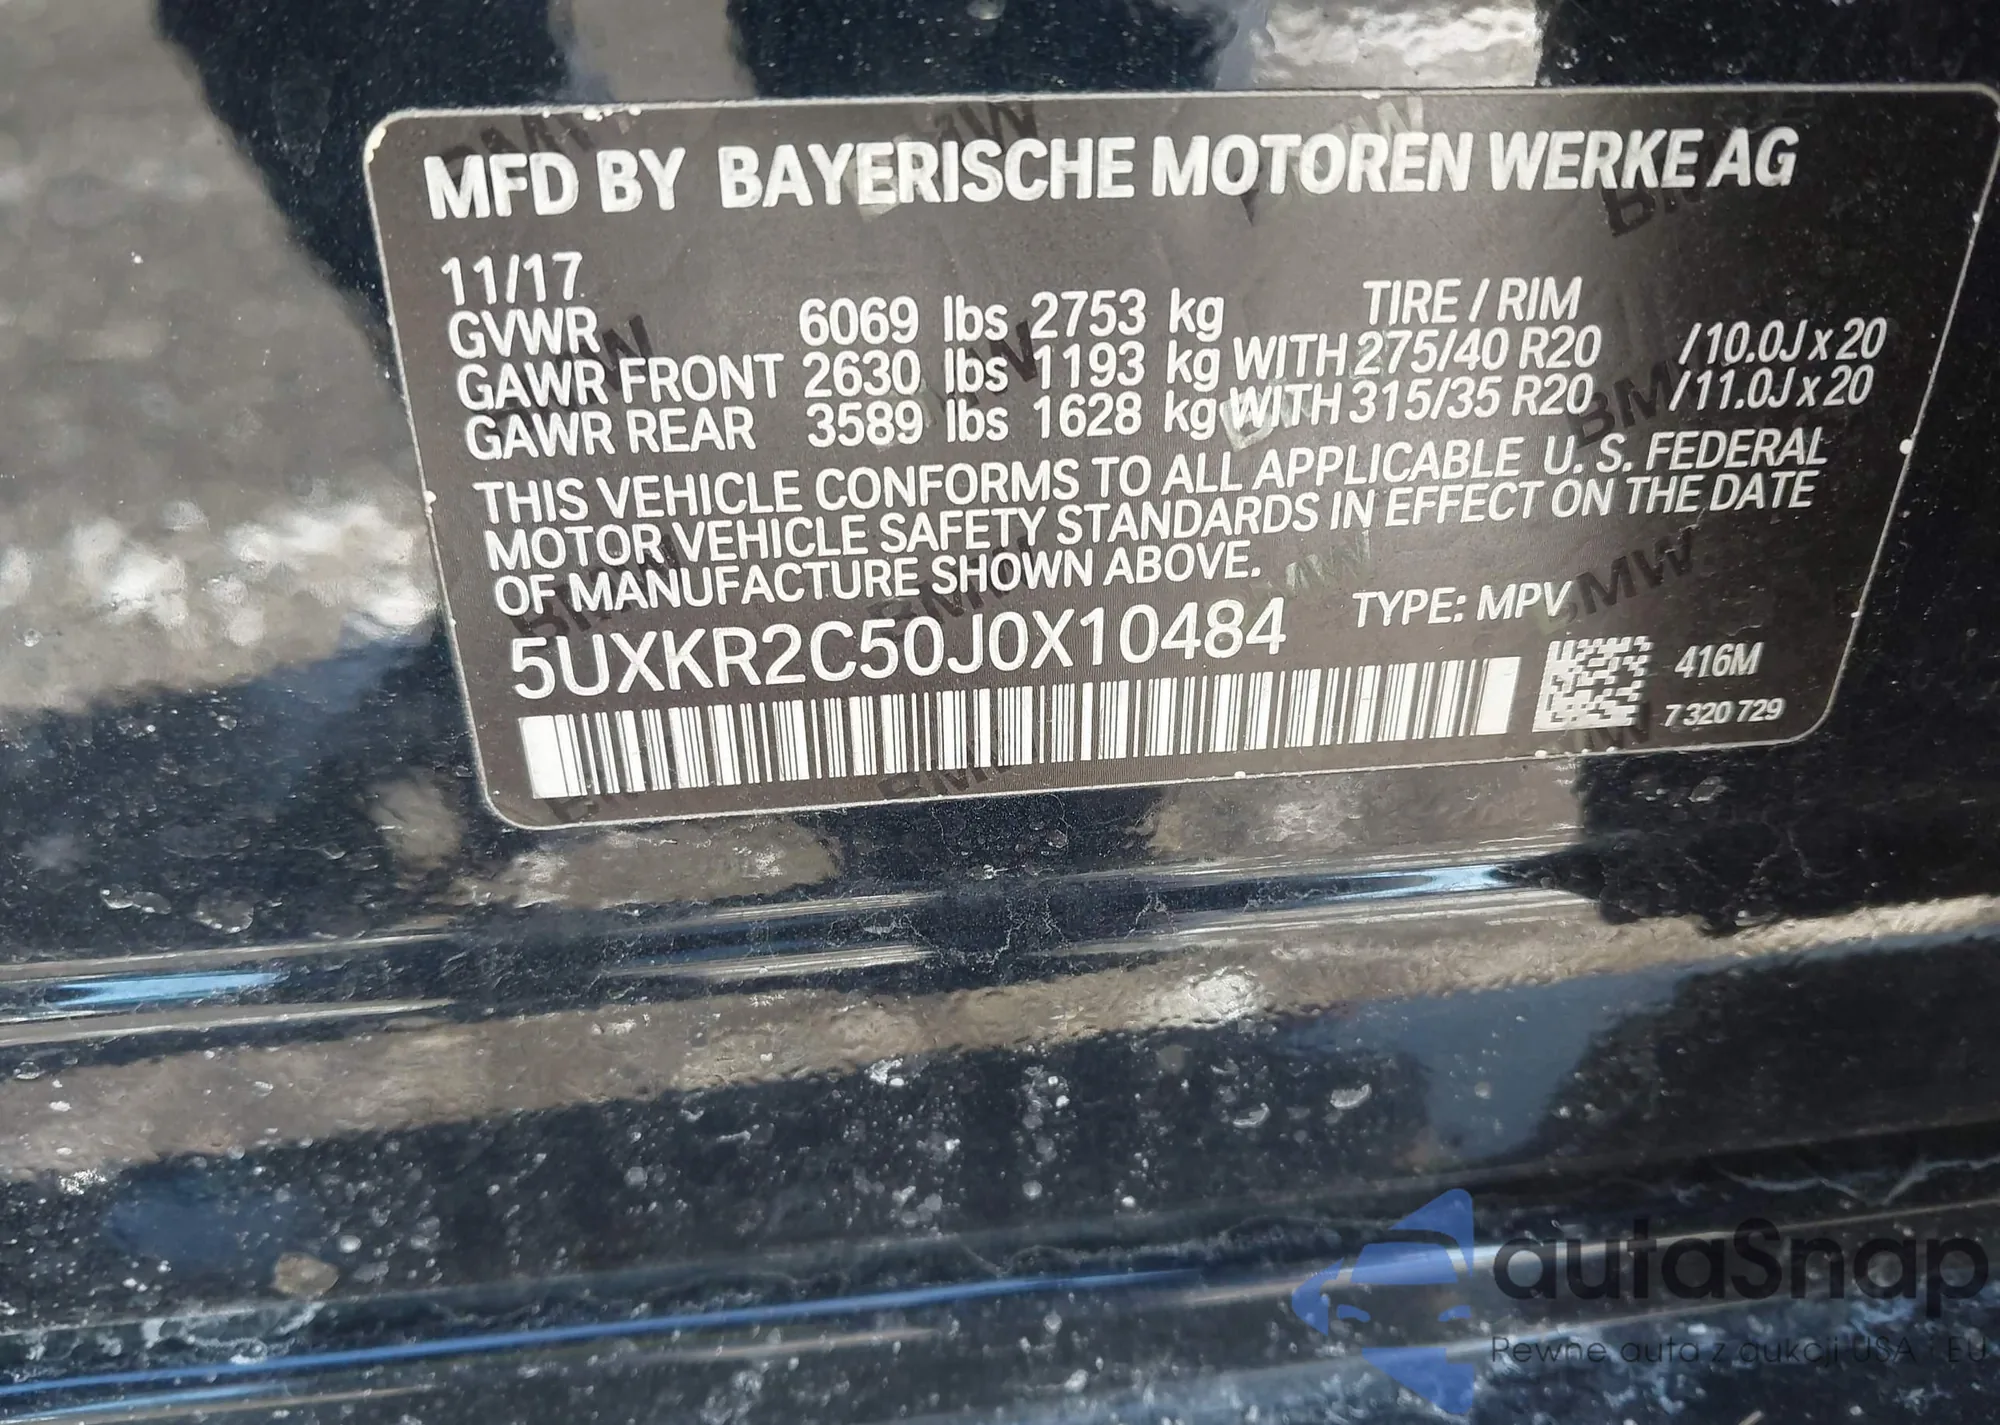 MFD BY BAYERISCHE MOTOREN WERKE AG
11/17
TIRE / RIM
GVWR 6069 lbs 2753 kg
GAWR FRONT 2630 lbs 1193 kg WITH 275/40 R20 /10.0J x 20
GAWR REAR 3589 lbs 1628 kg WITH 315/35 R20 /11.0J x 20
THIS VEHICLE CONFORMS TO ALL APPLICABLE U. S. FEDERAL
MOTOR VEHICLE SAFETY STANDARDS IN EFFECT ON THE DATE
OF MANUFACTURE SHOWN ABOVE.
5UXKR2C50J0X10484
TYPE: MPV
416M
7 320 729
autaSnap
Pewne auta z aukcji USA i EU